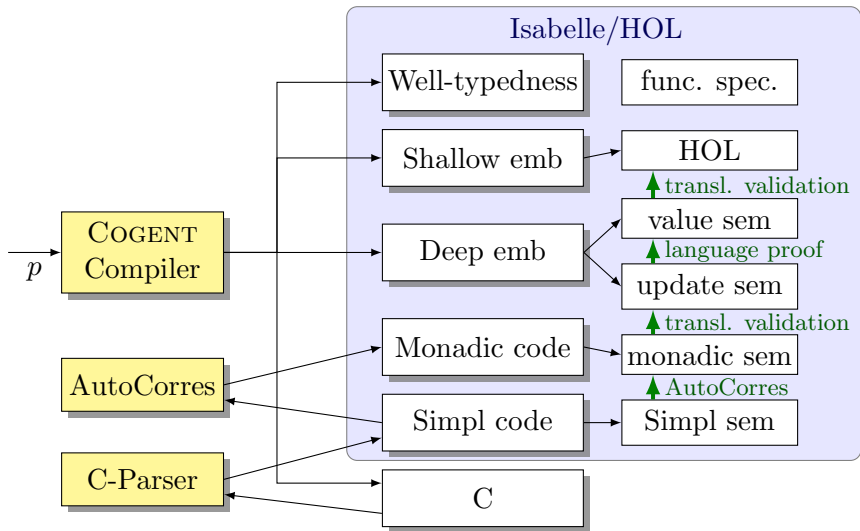 Isabelle/HOL
Well-typedness
func. spec.
Shallow emb
HOL
transl. validation
COGENT
Compiler
p
Deep emb
value sem
language proof
update sem
transl. validation
Monadic code
monadic sem
AutoCorres
AutoCorres
Simpl code
Simpl sem
C-Parser
C